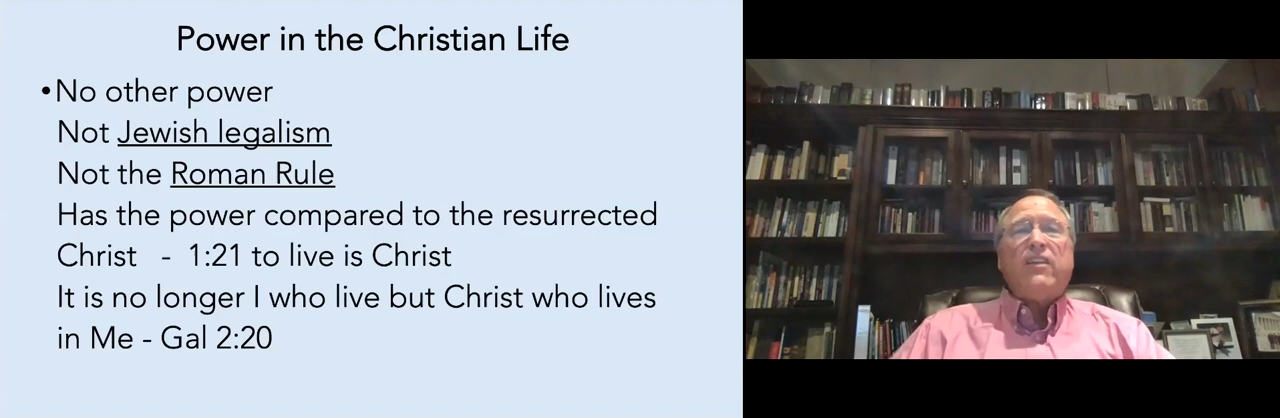 Power in the Christian Life
•No other power
Not Jewish legalism
Not the Roman Rule
Has the power compared to the resurrected
Christ - 1:21 to live is Christ
It is no longer I who live but Christ who lives
in Me - Gal 2:20